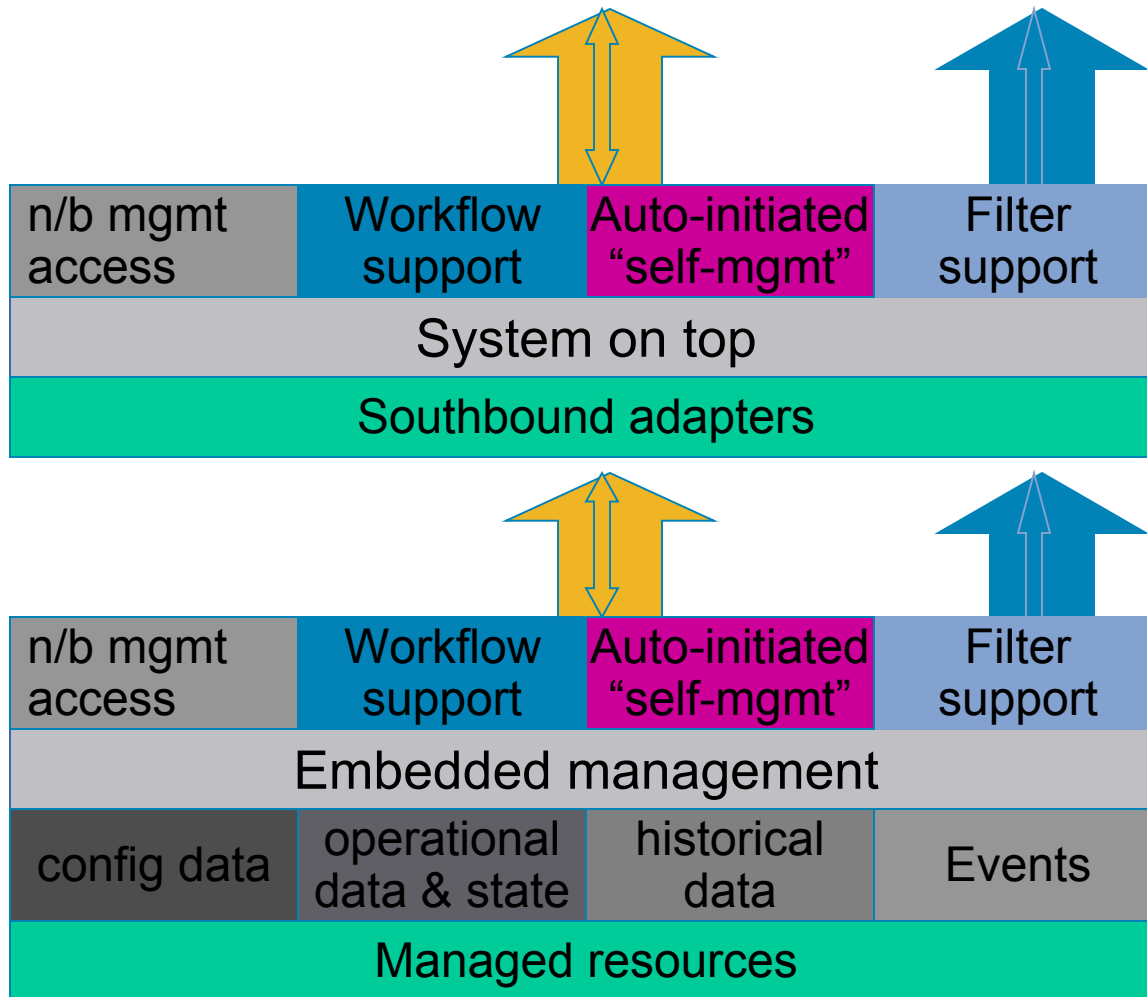 n/b mgmt
access
Workflow
support
Auto-initiated
“self-mgmt”
Filter
support
System on top
Southbound adapters
n/b mgmt
access
Workflow
support
Auto-initiated
“self-mgmt”
Filter
support
Embedded management
config data
operational
data & state
historical
data
Events
Managed resources